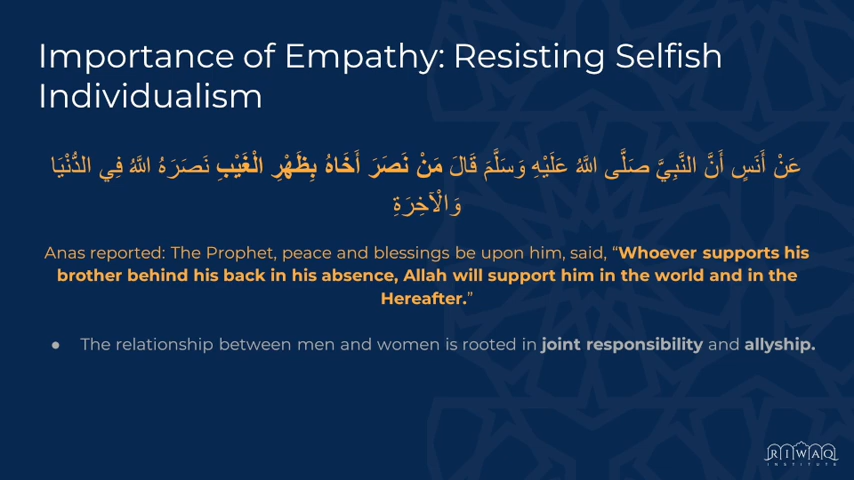 Importance of Empathy: Resisting Selfish
Individualism
عَنْ أَنَسٍ أَنَّ النَّبِيَّ صَلَّى اللَّهُ عَلَيْهِ وَسَلَّمَ قَالَ مَنْ نَصَرَ أَخَاهُ بِظَهْرِ الْغَيْبِ نَصَرَهُ اللَّهُ فِي الدُّنْيَا
وَالْآخِرَةِ
Anas reported: The Prophet, peace and blessings be upon him, said, “Whoever supports his
brother behind his back in his absence, Allah will support him in the world and in the
Hereafter.”
● The relationship between men and women is rooted in joint responsibility and allyship.
RIWAQ
INSTITUTE